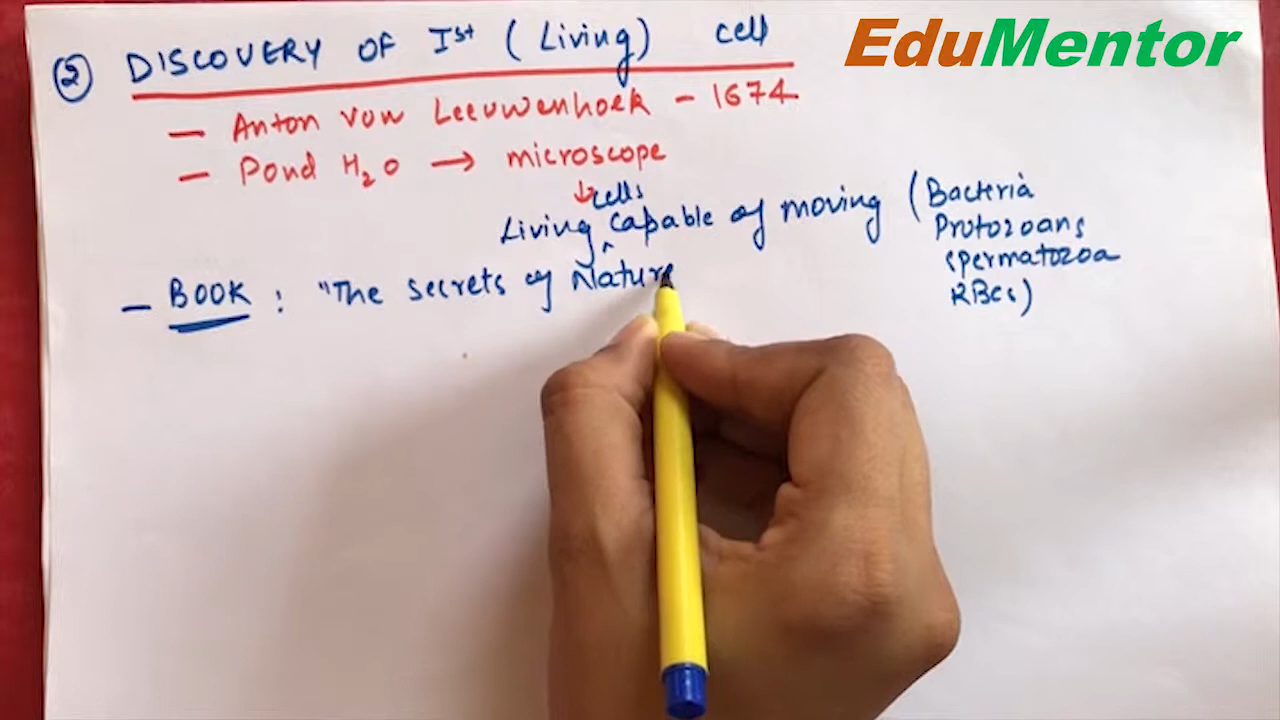 EduMentor
② DISCOVERY OF Ist (Living) cell
– Anton von Leeuwenhoek – 1674
– Pond H₂O → microscope
↓ cells
Living ^ capable of moving (Bacteria
Protozoans
spermatozoa
RBCs)
– BOOK : "The secrets of Nature